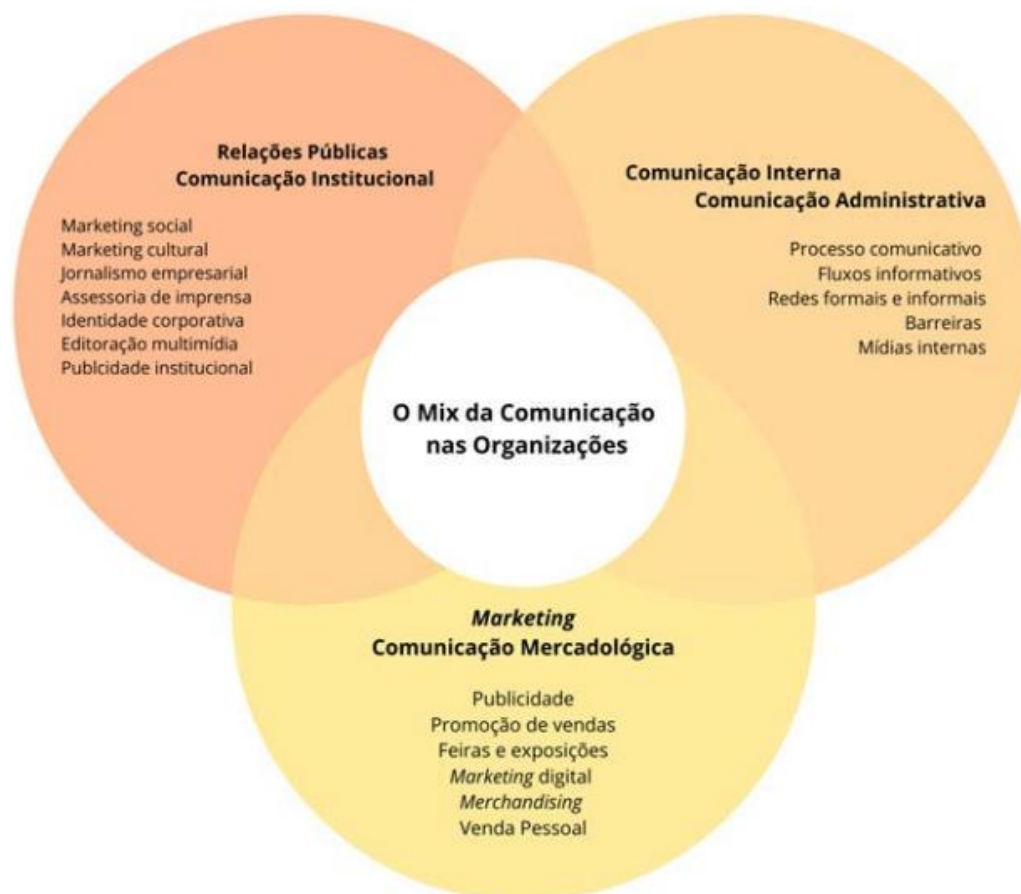 Relações Públicas
Comunicação Institucional
Marketing social
Marketing cultural
Jornalismo empresarial
Assessoria de imprensa
Identidade corporativa
Editoração multimídia
Publcidade institucional
Comunicação Interna
Comunicação Administrativa
Processo comunicativo
Fluxos informativos
Redes formais e informais
Barreiras
Mídias internas
O Mix da Comunicação
nas Organizações
Marketing
Comunicação Mercadológica
Publicidade
Promoção de vendas
Feiras e exposições
Marketing digital
Merchandising
Venda Pessoal